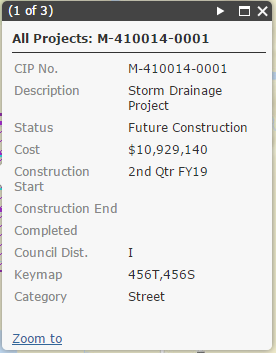 (1 of 3)
All Projects: M-410014-0001
CIP No. M-410014-0001
Description Storm Drainage
Project
Status Future Construction
Cost $10,929,140
Construction 2nd Qtr FY19
Start
Construction End
Completed
Council Dist. I
Keymap 456T,456S
Category Street
Zoom to